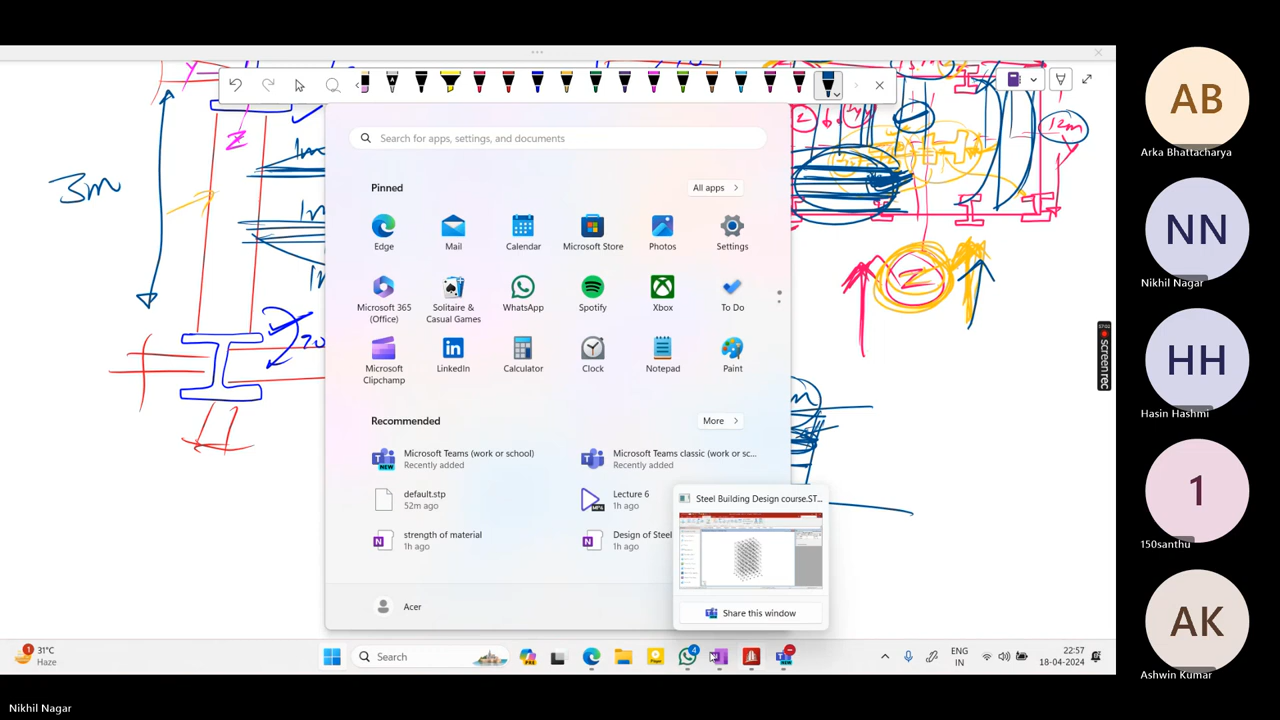 3m
Z
1m
1m
Z
12m
Z
Search for apps, settings, and documents
Pinned
All apps
Edge
Mail
Calendar
Microsoft Store
Photos
Settings
Microsoft 365
(Office)
Solitaire &
Casual Games
WhatsApp
Spotify
Xbox
To Do
Microsoft
Clipchamp
LinkedIn
Calculator
Clock
Notepad
Paint
Recommended
More
Microsoft Teams (work or school)
Recently added
Microsoft Teams classic (work or sc...
Recently added
default.stp
52m ago
Lecture 6
1h ago
strength of material
1h ago
Design of Steel
1h ago
Steel Building Design course.ST...
Share this window
Acer
31°C
Haze
Search
ENG
IN
22:57
18-04-2024
screen rec
AB
Arka Bhattacharya
NN
Nikhil Nagar
HH
Hasin Hashmi
1
150santhu
AK
Ashwin Kumar
Nikhil Nagar